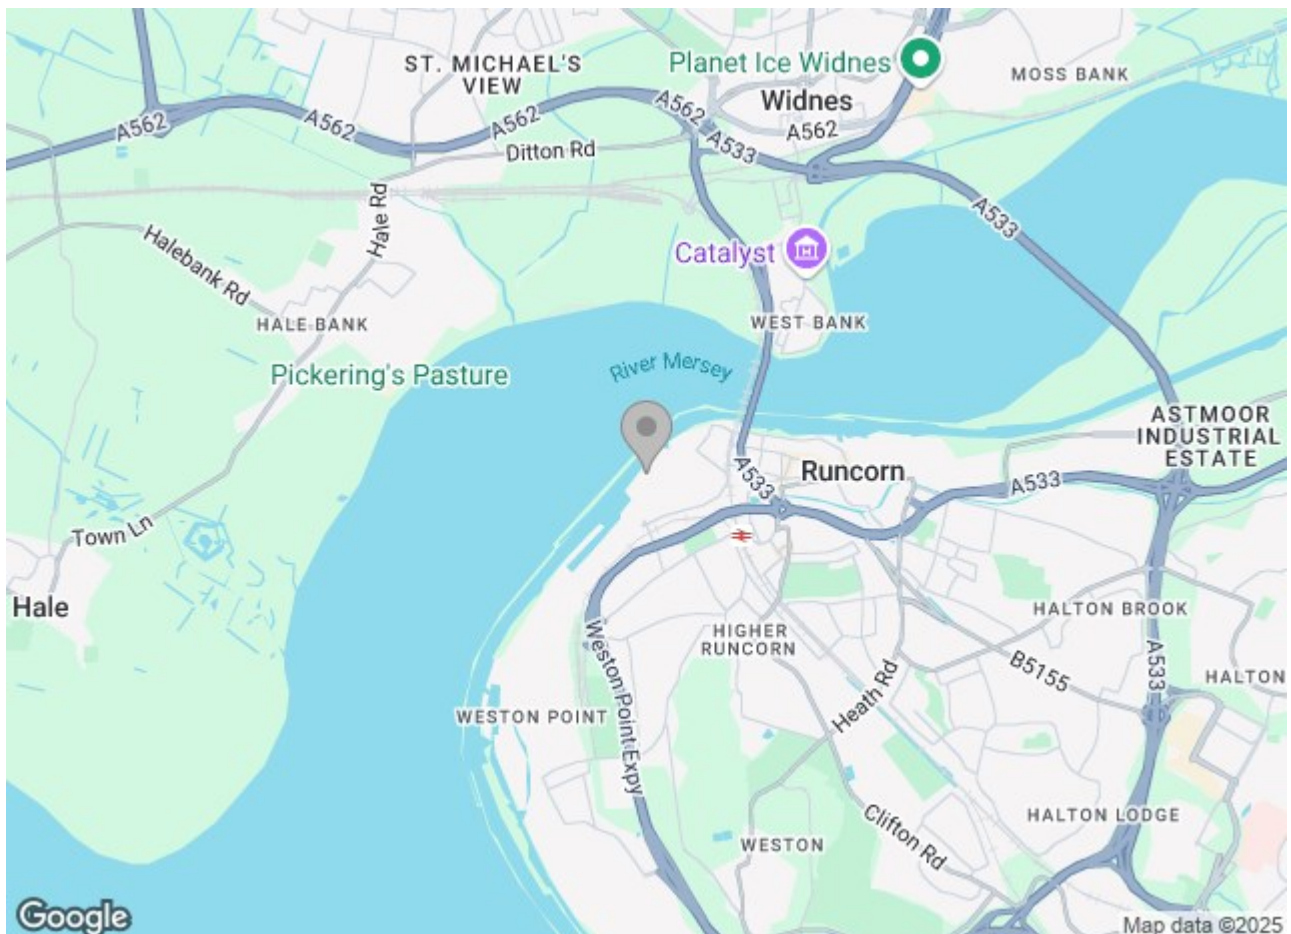 ST. MICHAEL'S
VIEW
Planet Ice Widnes
MOSS BANK
Widnes
A562
A562
A562
A562
A562
A533
Ditton Rd
A533
Hale Rd
Halebank Rd
Catalyst
HALE BANK
WEST BANK
River Mersey
Pickering's Pasture
ASTMOOR
INDUSTRIAL
ESTATE
Runcorn
A533
A533
Town Ln
Hale
HALTON BROOK
HIGHER
RUNCORN
Weston Point Expy
B5155
A533
HALTON
Heath Rd
WESTON POINT
HALTON LODGE
Clifton Rd
WESTON
Google
Map data ©2025